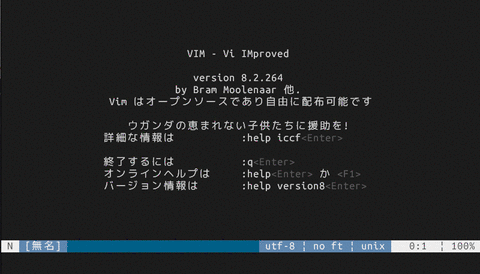 VIM - Vi IMproved
version 8.2.264
by Bram Moolenaar 他.
Vim はオープンソースであり自由に配布可能です
ウガンダの恵まれない子供たちに援助を!
詳細な情報は :help iccf<Enter>
終了するには :q<Enter>
オンラインヘルプは :help<Enter> か <F1>
バージョン情報は :help version8<Enter>
N [無名] utf-8 ¦ no ft ¦ unix 0:1 ¦ 100%